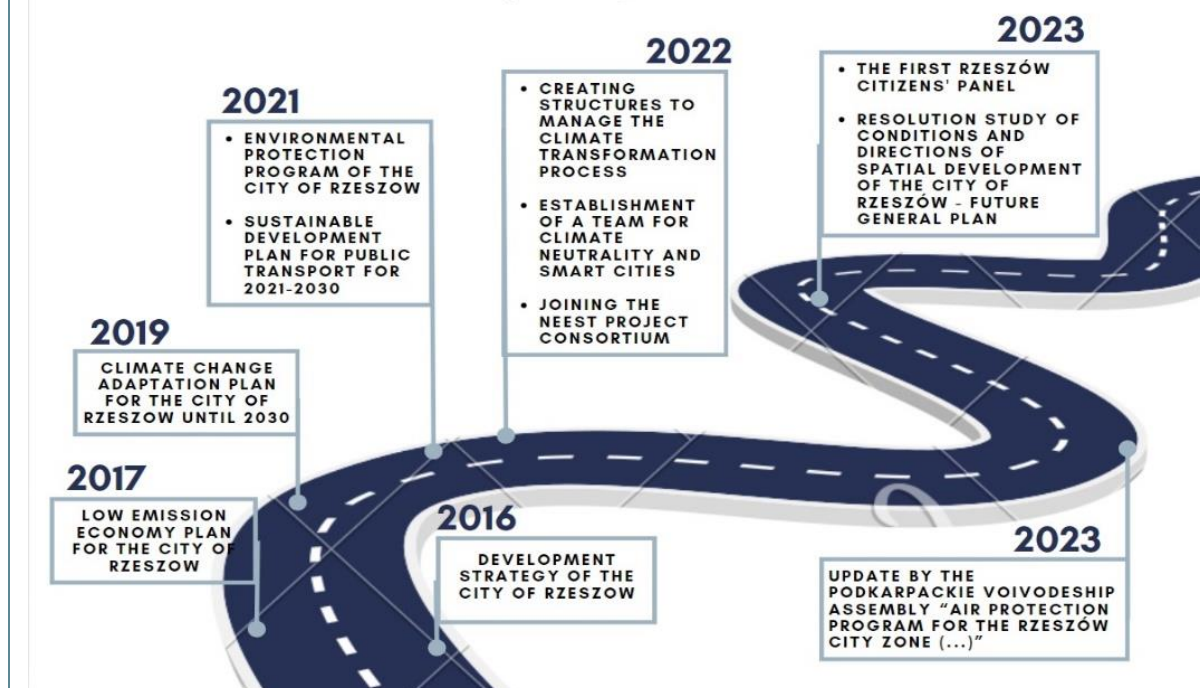 2023
THE FIRST RZESZÓW
CITIZENS' PANEL
RESOLUTION STUDY OF
CONDITIONS AND
DIRECTIONS OF
SPATIAL DEVELOPMENT
OF THE CITY OF
RZESZÓW - FUTURE
GENERAL PLAN
2022
CREATING
STRUCTURES TO
MANAGE THE
CLIMATE
TRANSFORMATION
PROCESS
ESTABLISHMENT
OF A TEAM FOR
CLIMATE
NEUTRALITY AND
SMART CITIES
JOINING THE
NEEST PROJECT
CONSORTIUM
2021
ENVIRONMENTAL
PROTECTION
PROGRAM OF THE
CITY OF RZESZOW
SUSTAINABLE
DEVELOPMENT
PLAN FOR PUBLIC
TRANSPORT FOR
2021-2030
2019
CLIMATE CHANGE
ADAPTATION PLAN
FOR THE CITY OF
RZESZOW UNTIL 2030
2017
LOW EMISSION
ECONOMY PLAN
FOR THE CITY OF
RZESZOW
2016
DEVELOPMENT
STRATEGY OF THE
CITY OF RZESZOW
2023
UPDATE BY THE
PODKARPACKIE VOIVODESHIP
ASSEMBLY “AIR PROTECTION
PROGRAM FOR THE RZESZÓW
CITY ZONE (...)”